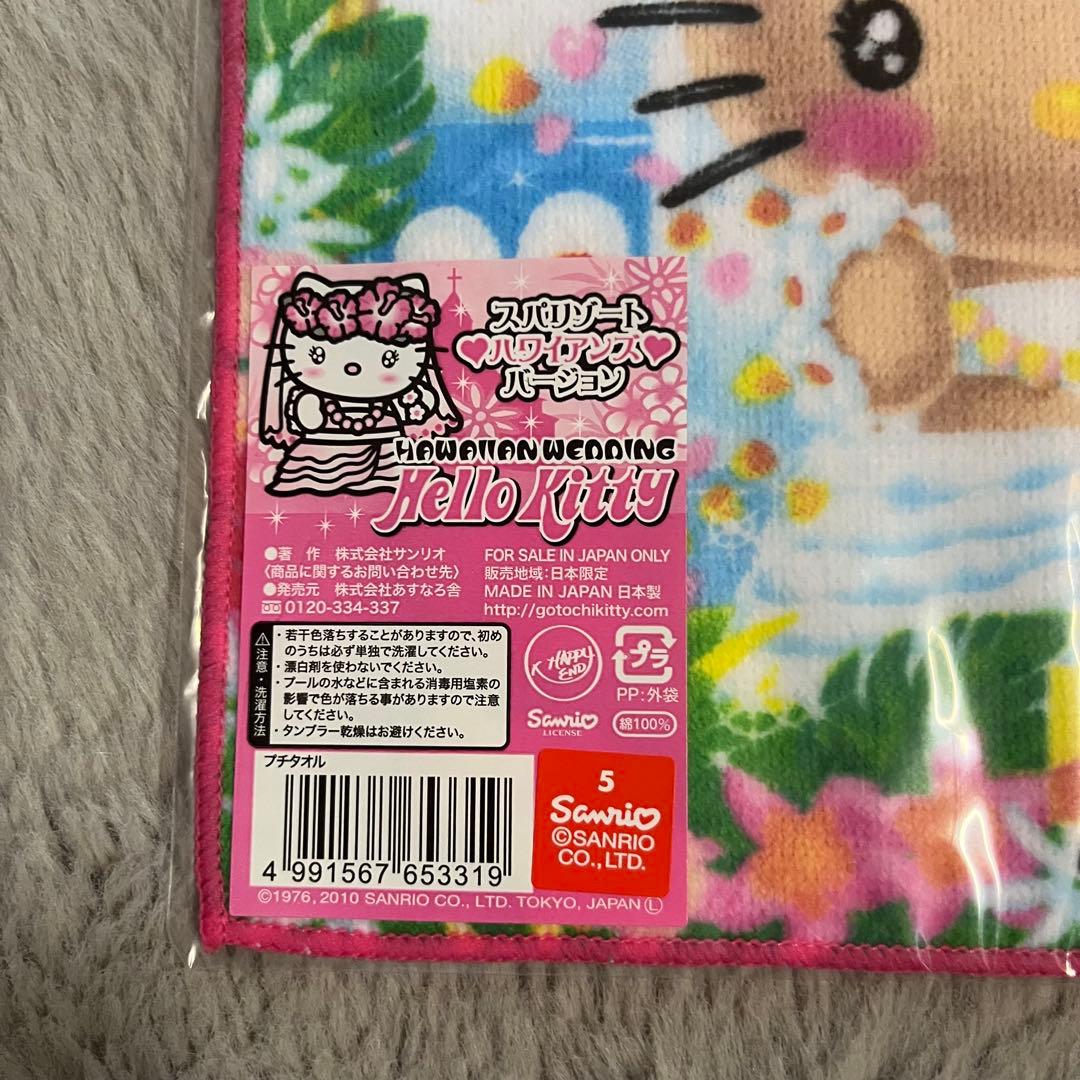 スパリゾート
♥ハワイアンズ♥
バージョン
HAWAIIAN WEDDING
Hello Kitty
●著 作 株式会社サンリオ
〈商品に関するお問い合わせ先〉
●発売元 株式会社あすなろ舎
0120-334-337
FOR SALE IN JAPAN ONLY
販売地域:日本限定
MADE IN JAPAN 日本製
http://gotochikitty.com
注意・洗濯方法
・若干色落ちすることがありますので、初め
のうちは必ず単独で洗濯してください。
・漂白剤を使わないでください。
・プールの水などに含まれる消毒用塩素の
影響で色が落ちる事がありますので注意
してください。
・タンブラー乾燥はお避けください。
HAPPY
END
プラ
PP:外袋
Sanrio
LICENSE
綿100%
プチタオル
4 991567 653319
5
Sanrio
©SANRIO
CO.,LTD.
©1976, 2010 SANRIO CO., LTD. TOKYO, JAPAN Ⓛ